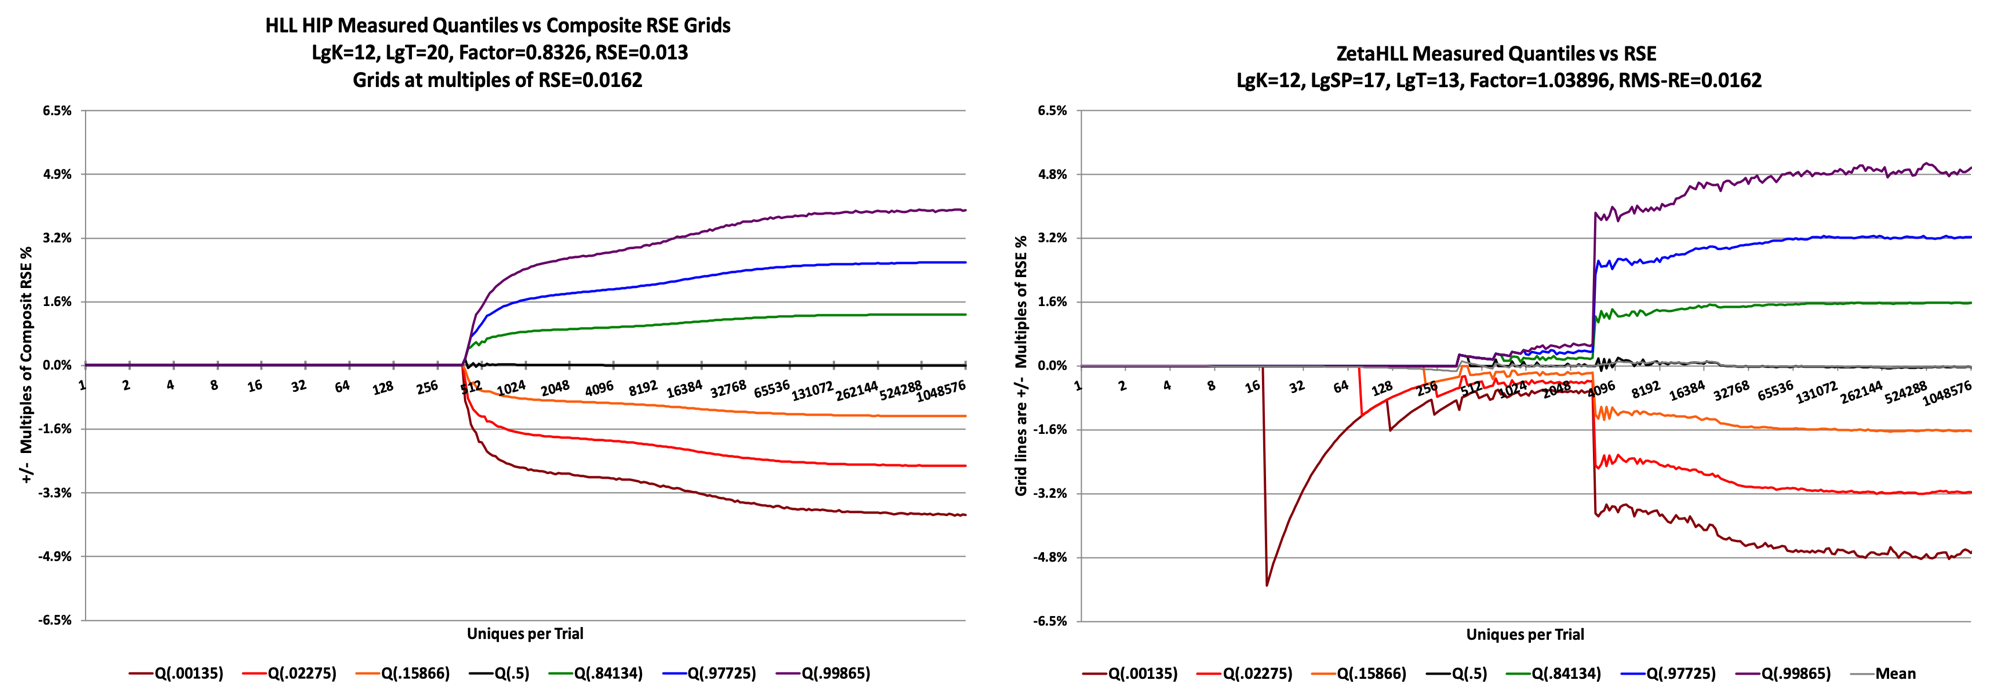 HLL HIP Measured Quantiles vs Composite RSE Grids
LgK=12, LgT=20, Factor=0.8326, RSE=0.013
Grids at multiples of RSE=0.0162
6.5%
4.9%
3.2%
1.6%
0.0%
-1.6%
-3.3%
-4.9%
-6.5%
+/- Multiples of Composit RSE %
1 2 4 8 16 32 64 128 256 512 1024 2048 4096 8192 16384 32768 65536 131072 262144 524288 1048576
Uniques per Trial
Q(.00135) Q(.02275) Q(.15866) Q(.5) Q(.84134) Q(.97725) Q(.99865)
ZetaHLL Measured Quantiles vs RSE
LgK=12, LgSP=17, LgT=13, Factor=1.03896, RMS-RE=0.0162
6.5%
4.8%
3.2%
1.6%
0.0%
-1.6%
-3.2%
-4.8%
-6.5%
Grid lines are +/- Multiples of RSE %
1 2 4 8 16 32 64 128 256 512 1024 2048 4096 8192 16384 32768 65536 131072 262144 524288 1048576
Uniques per Trial
Q(.00135) Q(.02275) Q(.15866) Q(.5) Q(.84134) Q(.97725) Q(.99865) Mean